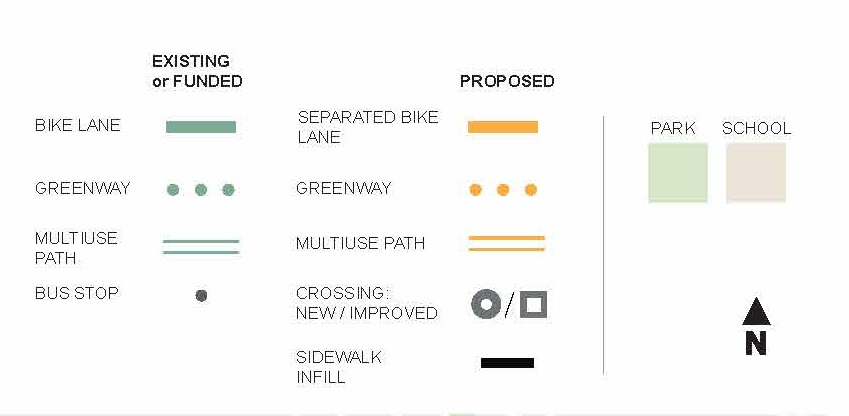 EXISTING
or FUNDED
PROPOSED
BIKE LANE
SEPARATED BIKE
LANE
GREENWAY
GREENWAY
MULTIUSE
PATH
MULTIUSE PATH
BUS STOP
CROSSING:
NEW / IMPROVED
SIDEWALK
INFILL
/
PARK
SCHOOL
N